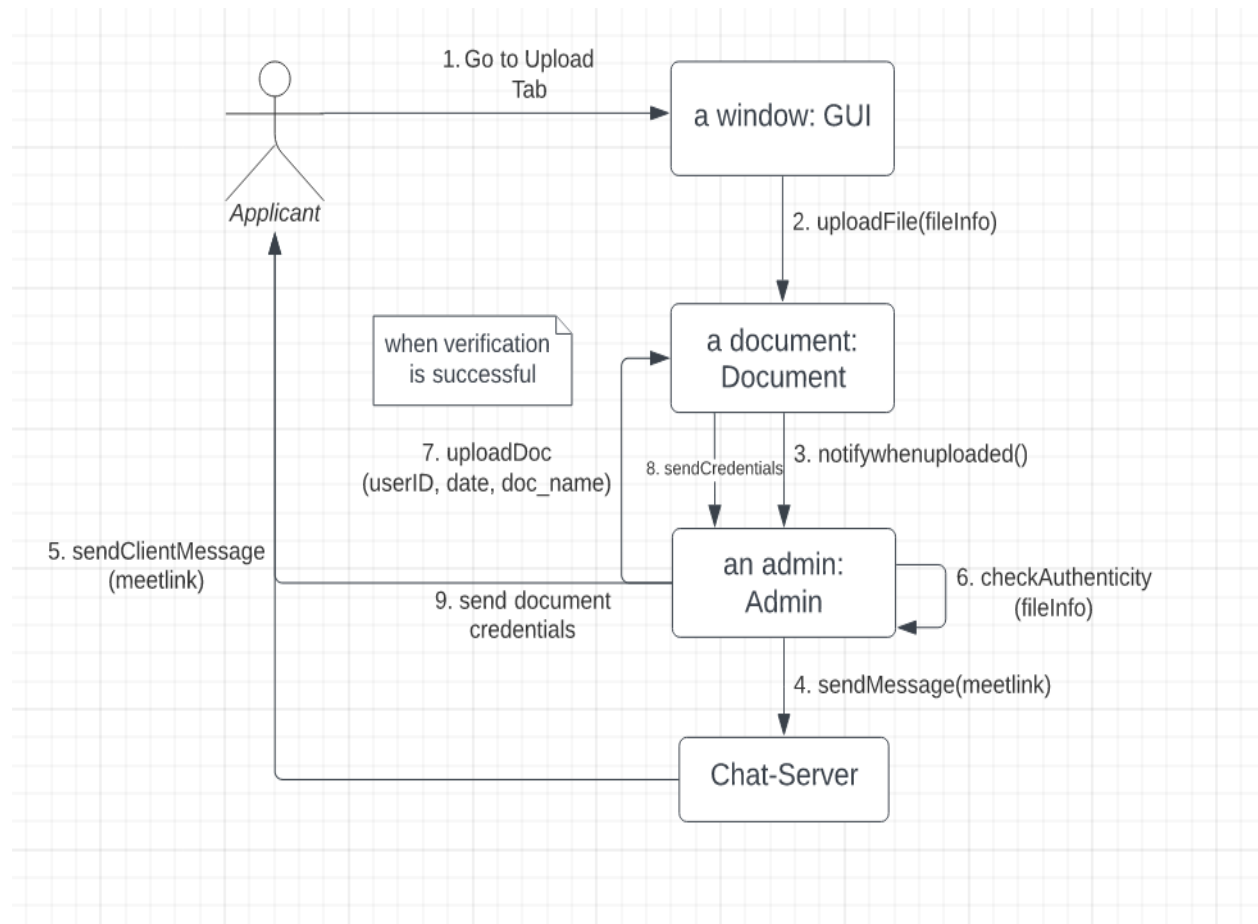 1. Go to Upload
Tab
a window: GUI
Applicant
2. uploadFile(fileInfo)
when verification
is successful
a document:
Document
7. uploadDoc
(userID, date, doc_name)
8. sendCredentials
3. notifywhenuploaded()
5. sendClientMessage
(meetlink)
an admin:
Admin
6. checkAuthenticity
(fileInfo)
9. send document
credentials
4. sendMessage(meetlink)
Chat-Server